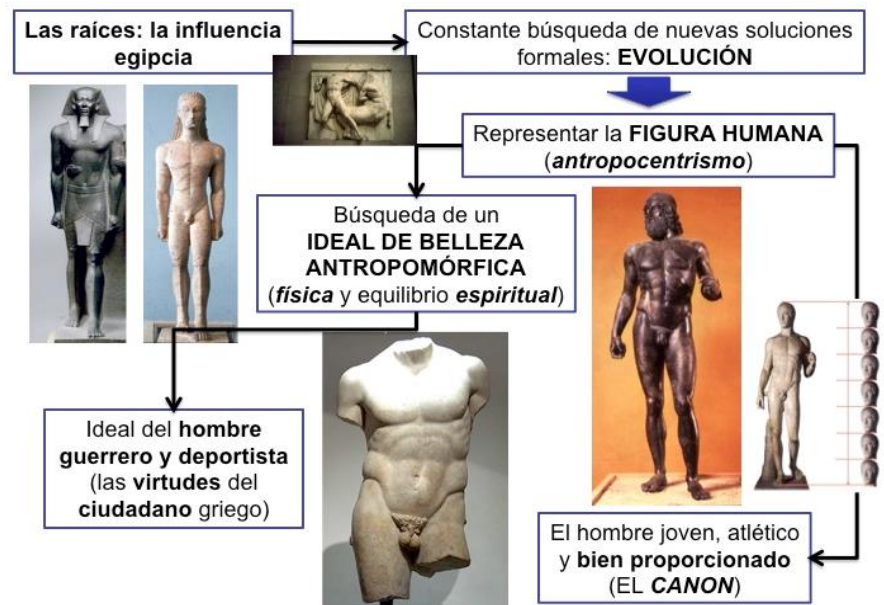 Las raíces: la influencia
egipcia
Constante búsqueda de nuevas soluciones
formales: EVOLUCIÓN
Representar la FIGURA HUMANA
(antropocentrismo)
Búsqueda de un
IDEAL DE BELLEZA
ANTROPOMÓRFICA
(física y equilibrio espiritual)
Ideal del hombre
guerrero y deportista
(las virtudes del
ciudadano griego)
El hombre joven, atlético
y bien proporcionado
(EL CANON)